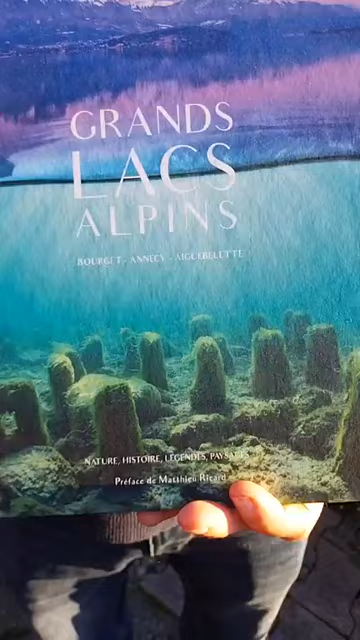 GRANDS
LACS
ALPINS
BOURGET - ANNECY - AIGUEBELETTE
NATURE, HISTOIRE, LÉGENDES, PAYSAGES
Préface de Matthieu Ricard